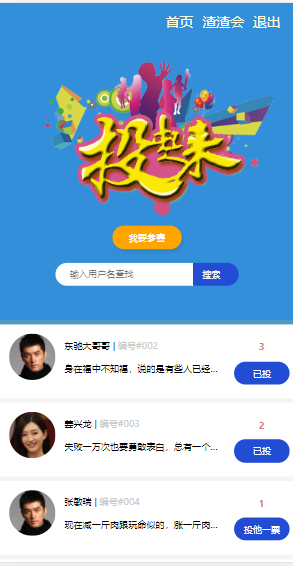 首页 渣渣会 退出
投起来
我要参赛
输入用户名查找 搜索
东驰大哥哥 | 编号#002
3
身在福中不知福，说的是有些人已经...
已投
姜兴龙 | 编号#003
2
失败一万次也要勇敢表白，总有一个...
已投
张敏瑞 | 编号#004
1
现在减一斤肉跟玩命似的，涨一斤肉...
投他一票